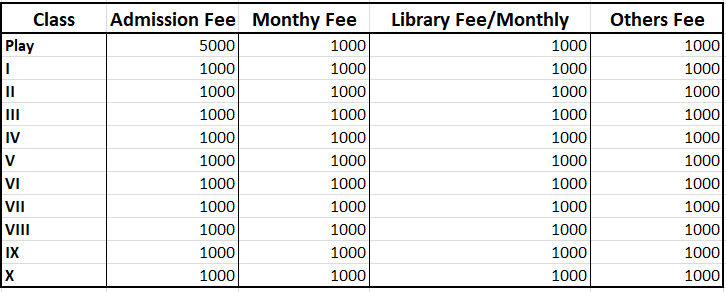 Class Admission Fee Monthy Fee Library Fee/Monthly Others Fee
Play 5000 1000 1000 1000
I 1000 1000 1000 1000
II 1000 1000 1000 1000
III 1000 1000 1000 1000
IV 1000 1000 1000 1000
V 1000 1000 1000 1000
VI 1000 1000 1000 1000
VII 1000 1000 1000 1000
VIII 1000 1000 1000 1000
IX 1000 1000 1000 1000
X 1000 1000 1000 1000